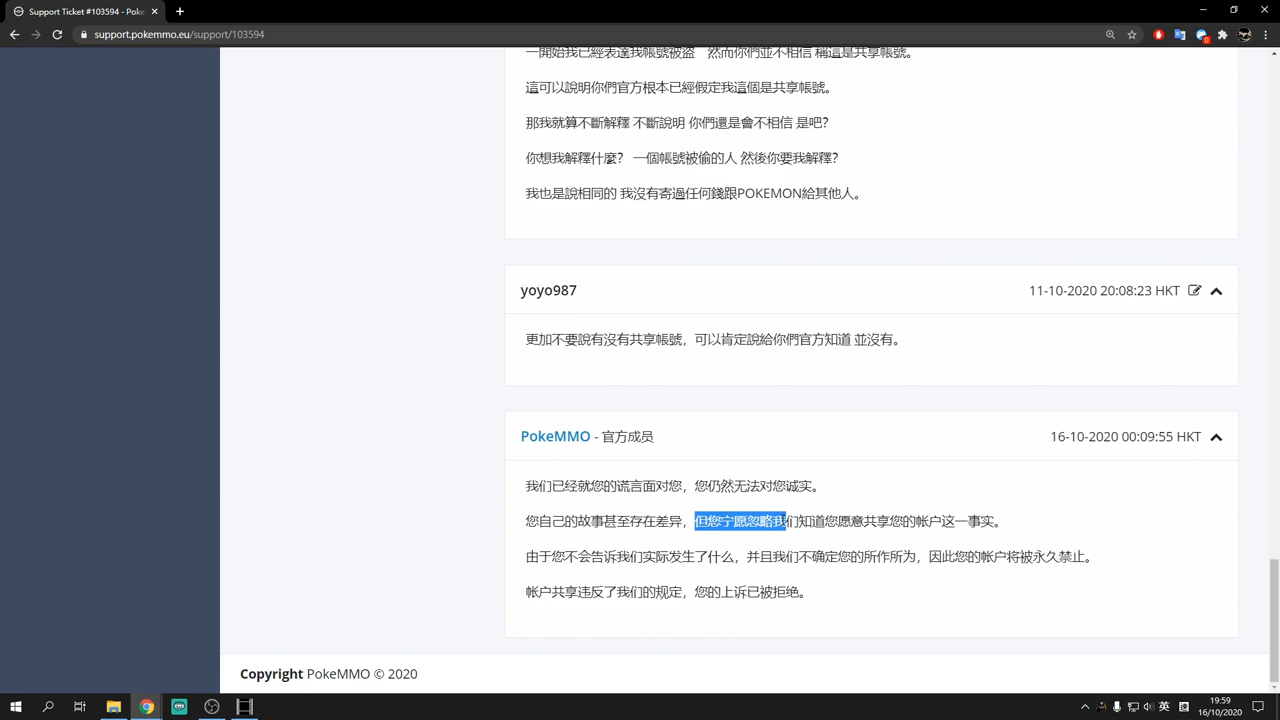 Pokemon Ticket #103594 - Poke
support.pokemmo.eu/support/103594
一開始我已經表達我帳號被盜 然而你們並不相信 稱這是共享帳號。
這可以說明你們官方根本已經假定我這個是共享帳號。
那我就算不斷解釋 不斷說明 你們還是會不相信 是吧?
你想我解釋什麼? 一個帳號被偷的人 然後你要我解釋?
我也是說相同的 我沒有寄過任何錢跟POKEMON給其他人。
yoyo987 11-10-2020 20:08:23 HKT
更加不要說有沒有共享帳號，可以肯定說給你們官方知道 並沒有。
PokeMMO - 官方成员 16-10-2020 00:09:55 HKT
我们已经就您的谎言面对您，您仍然无法对您诚实。
您自己的故事甚至存在差异，但您宁愿忽略我们知道您愿意共享您的帐户这一事实。
由于您不会告诉我们实际发生了什么，并且我们不确定您的所作所为，因此您的帐户将被永久禁止。
帐户共享违反了我们的规定，您的上诉已被拒绝。
Copyright PokeMMO © 2020
英
19:59
16/10/2020